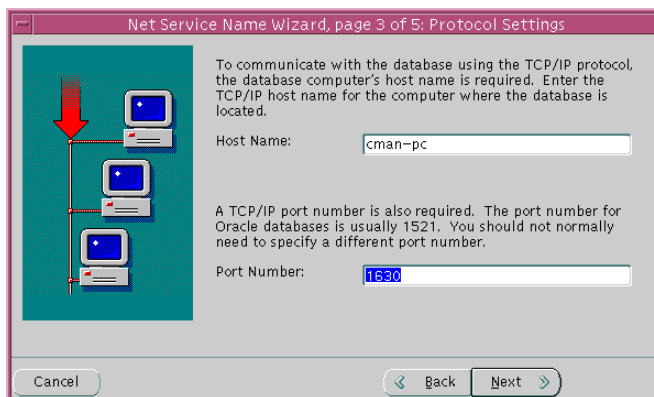 Net Service Name Wizard, page 3 of 5: Protocol Settings
To communicate with the database using the TCP/IP protocol,
the database computer's host name is required. Enter the
TCP/IP host name for the computer where the database is
located.
Host Name:
cman-pc
A TCP/IP port number is also required. The port number for
Oracle databases is usually 1521. You should not normally
need to specify a different port number.
Port Number:
1630
Cancel
Back
Next